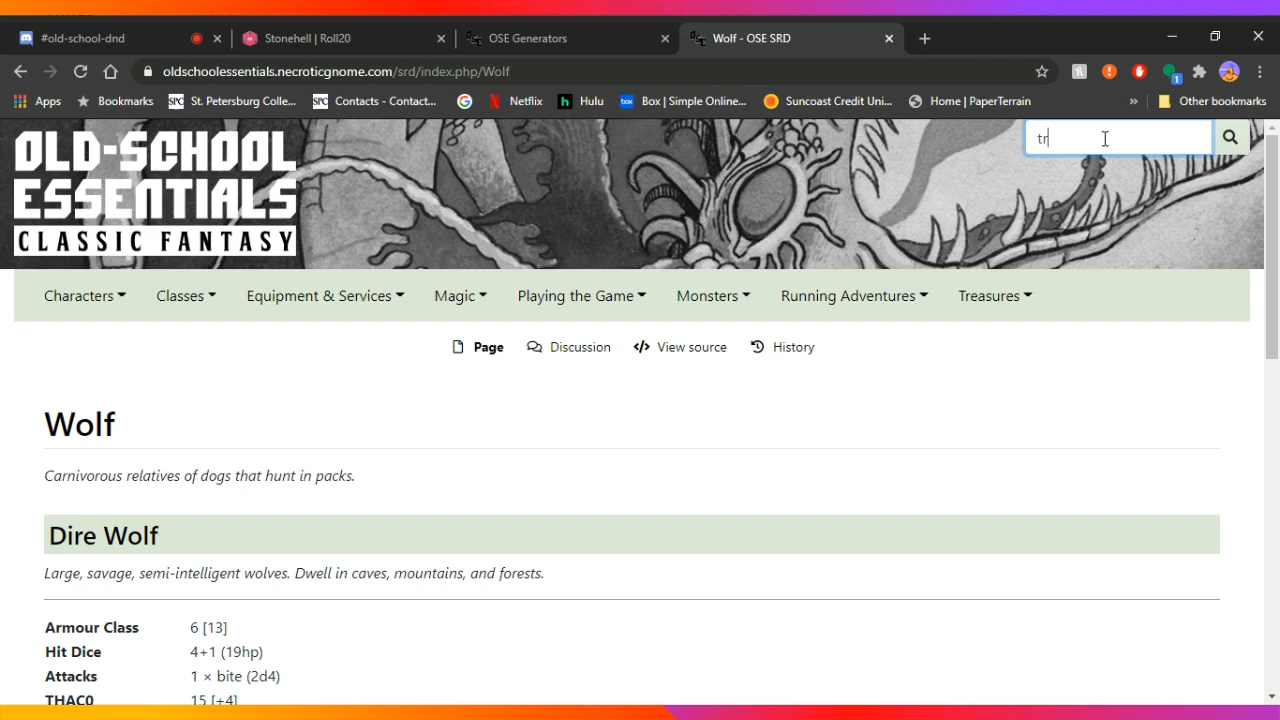 #old-school-dnd
Stonehell | Roll20
OSE Generators
Wolf - OSE SRD
oldschoolessentials.necroticgnome.com/srd/index.php/Wolf
1
Apps
Bookmarks
SPC St. Petersburg Colle...
SPC Contacts - Contact...
Netflix
h Hulu
box Box | Simple Online...
Suncoast Credit Uni...
Home | PaperTerrain
»
Other bookmarks
OLD-SCHOOL
ESSENTIALS
CLASSIC FANTASY
tr
Characters
Classes
Equipment & Services
Magic
Playing the Game
Monsters
Running Adventures
Treasures
Page
Discussion
View source
History
Wolf
Carnivorous relatives of dogs that hunt in packs.
Dire Wolf
Large, savage, semi-intelligent wolves. Dwell in caves, mountains, and forests.
Armour Class 6 [13]
Hit Dice 4+1 (19hp)
Attacks 1 × bite (2d4)
THAC0 15 [+4]